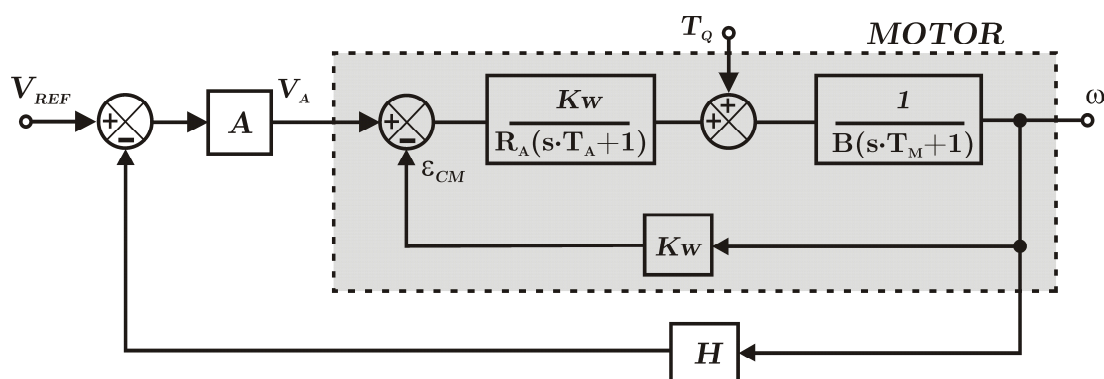 T_Q
MOTOR
V_REF
V_A
A
+
−
+
−
Kw
R_A(s·T_A+1)
+
+
1
B(s·T_M+1)
ω
ε_CM
Kw
H